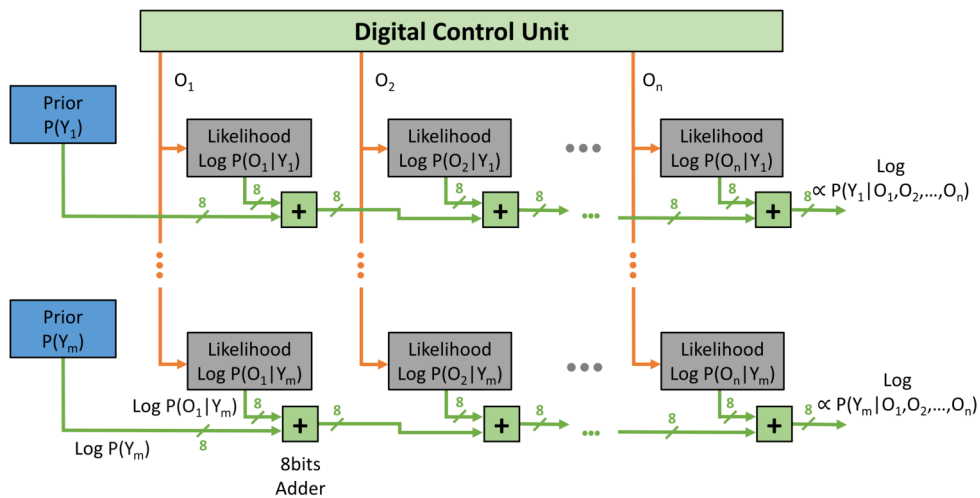 Digital Control Unit
O₁
O₂
Oₙ
Prior
P(Y₁)
Likelihood
Log P(O₁|Y₁)
Likelihood
Log P(O₂|Y₁)
Likelihood
Log P(Oₙ|Y₁)
Log
∝ P(Y₁|O₁,O₂,...,Oₙ)
8
8
8
8
8
8
8
8
+
+
+
Prior
P(Yₘ)
Likelihood
Log P(O₁|Yₘ)
Likelihood
Log P(O₂|Yₘ)
Likelihood
Log P(Oₙ|Yₘ)
Log
∝ P(Yₘ|O₁,O₂,...,Oₙ)
Log P(O₁|Yₘ)
8
8
8
8
8
8
8
+
+
+
Log P(Yₘ)
8
8bits
Adder